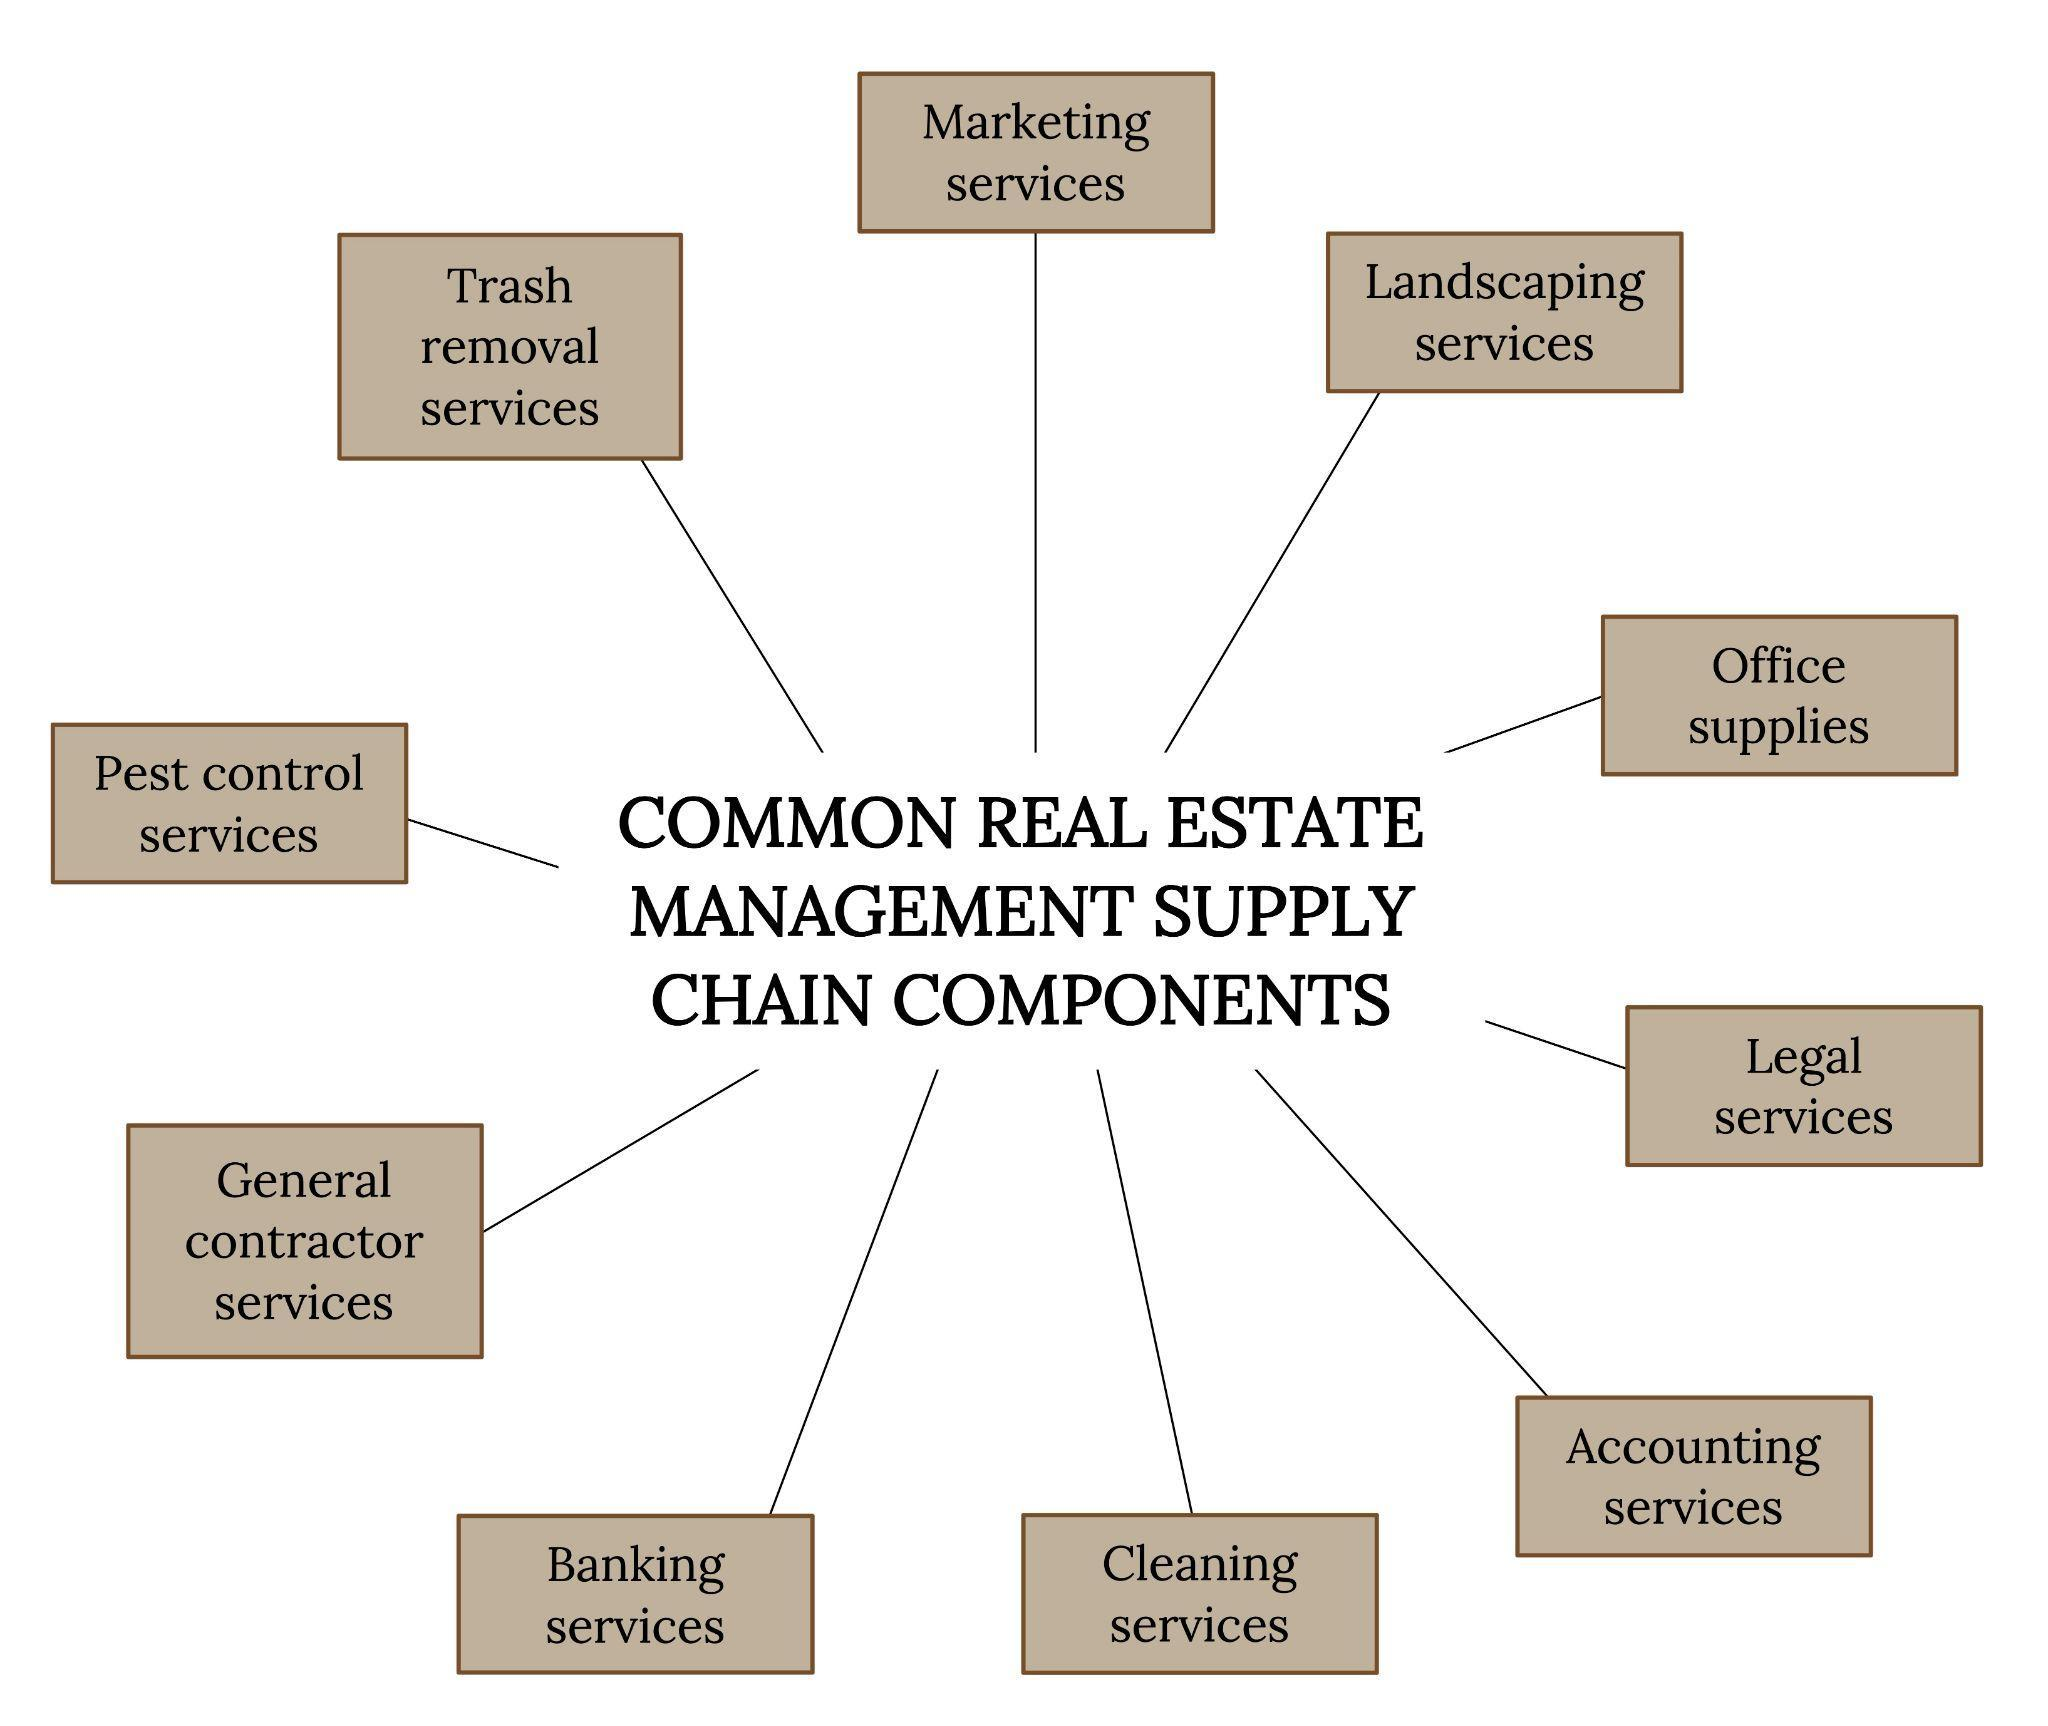 Marketing
services
Trash
removal
services
Landscaping
services
Office
supplies
Pest control
services
COMMON REAL ESTATE
MANAGEMENT SUPPLY
CHAIN COMPONENTS
Legal
services
General
contractor
services
Accounting
services
Banking
services
Cleaning
services